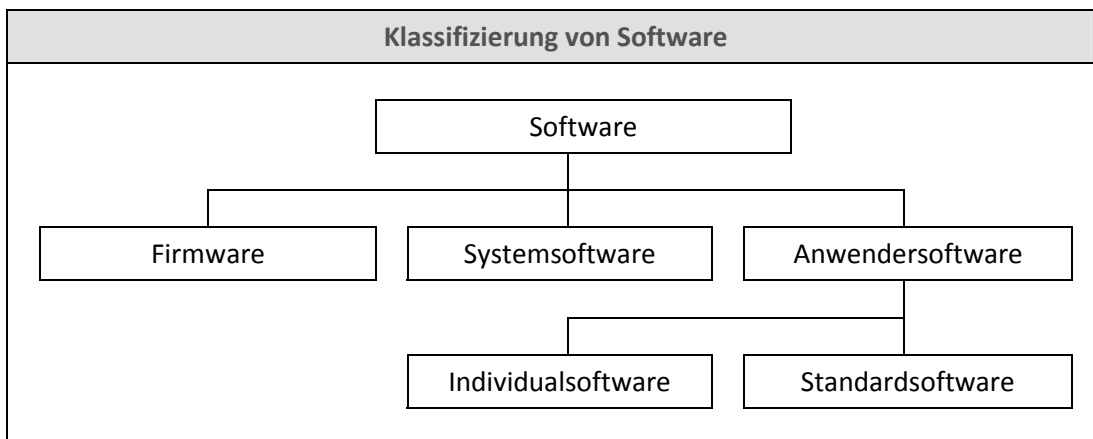 Klassifizierung von Software
Software
Firmware
Systemsoftware
Anwendersoftware
Individualsoftware
Standardsoftware